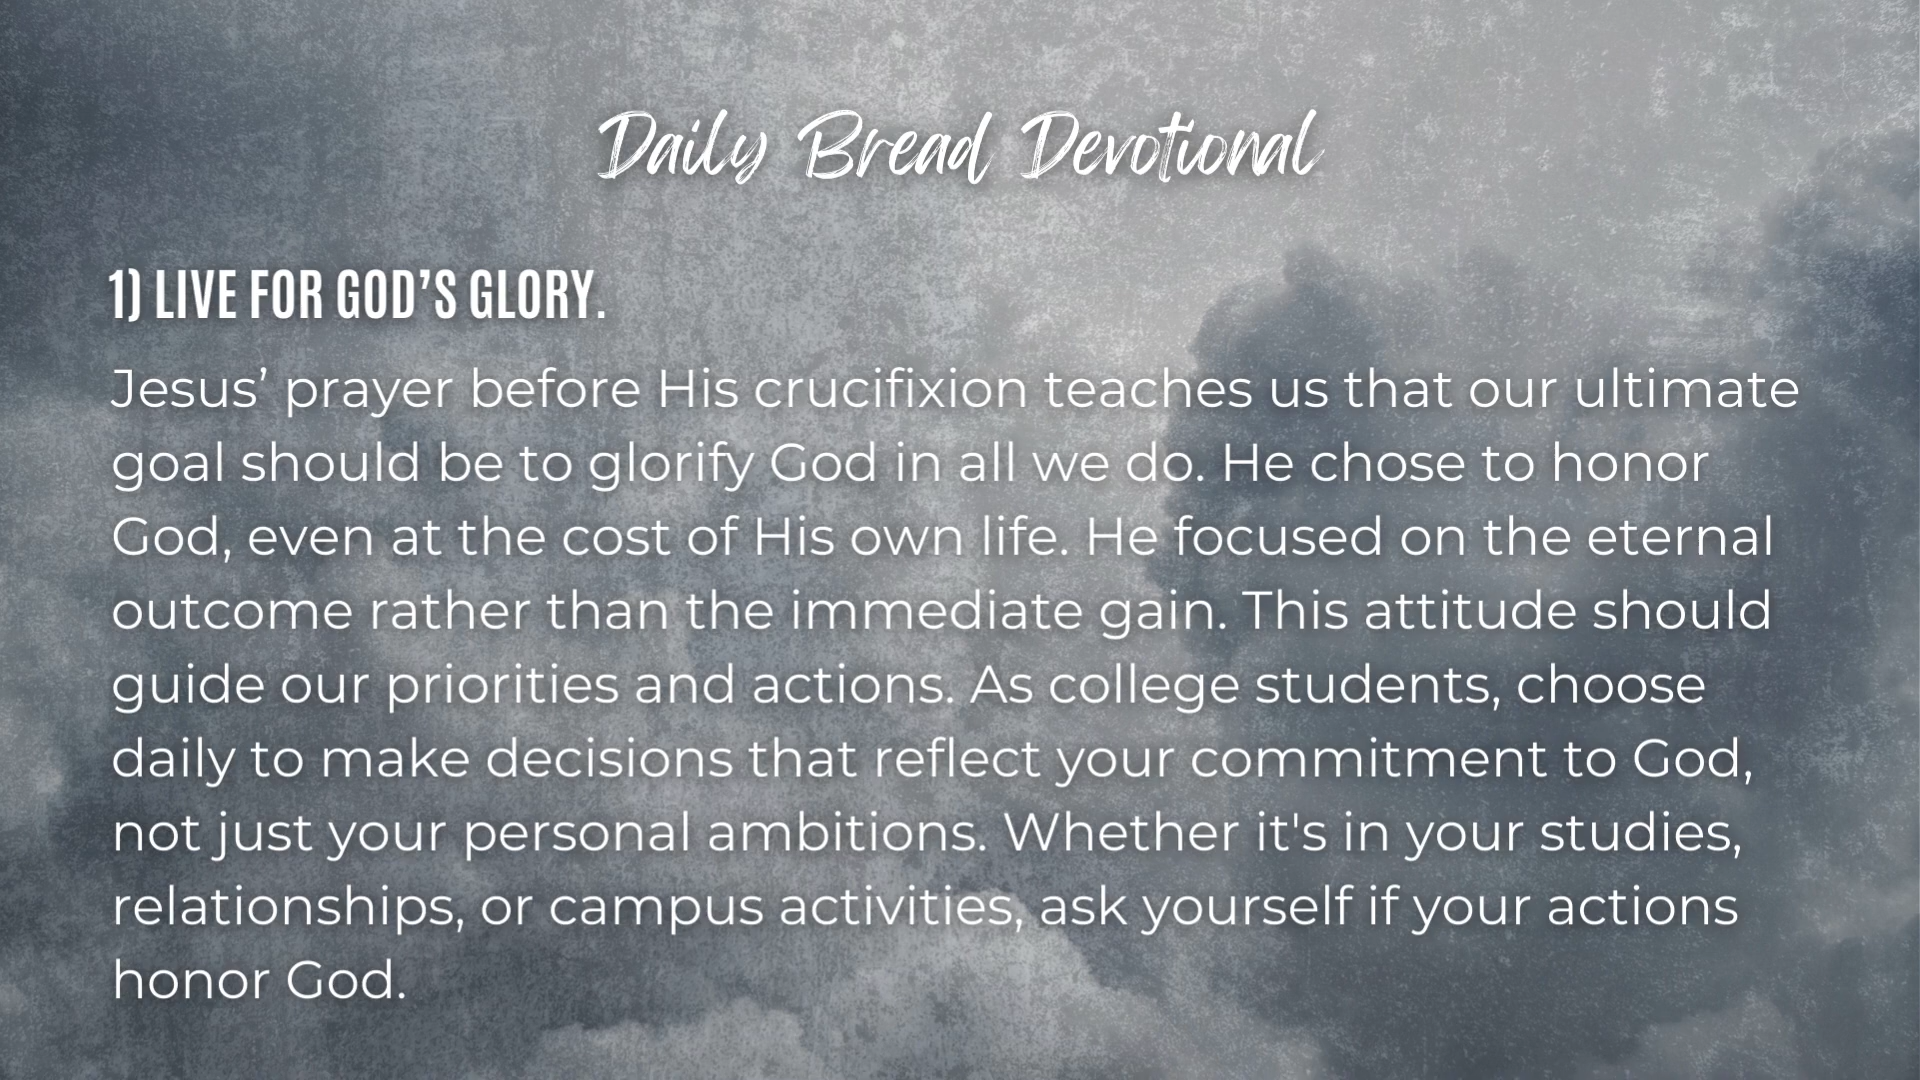 Daily Bread Devotional
1) LIVE FOR GOD’S GLORY.
Jesus’ prayer before His crucifixion teaches us that our ultimate
goal should be to glorify God in all we do. He chose to honor
God, even at the cost of His own life. He focused on the eternal
outcome rather than the immediate gain. This attitude should
guide our priorities and actions. As college students, choose
daily to make decisions that reflect your commitment to God,
not just your personal ambitions. Whether it's in your studies,
relationships, or campus activities, ask yourself if your actions
honor God.